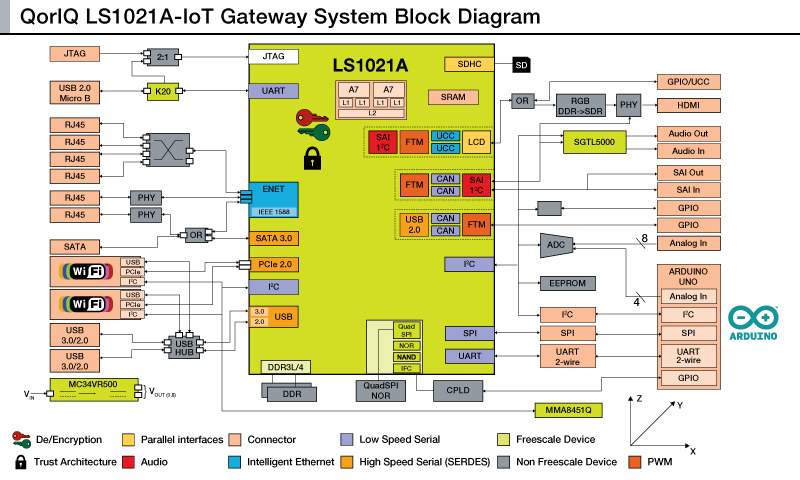 QorIQ LS1021A-IoT Gateway System Block Diagram
JTAG
2:1
JTAG
LS1021A
SDHC
SD
USB 2.0
Micro B
K20
UART
A7
A7
L1
L1
L1
L1
L2
SRAM
OR
RGB
DDR->SDR
PHY
GPIO/UCC
HDMI
RJ45
RJ45
RJ45
RJ45
SAI
I²C
FTM
UCC
UCC
LCD
SGTL5000
Audio Out
Audio In
RJ45
RJ45
PHY
PHY
ENET
IEEE 1588
FTM
CAN
CAN
SAI
I²C
SAI Out
SAI In
GPIO
GPIO
SATA
OR
SATA 3.0
USB
2.0
CAN
CAN
FTM
ADC
8
Analog In
WiFi
USB
PCIe
I²C
PCIe 2.0
I²C
I²C
EEPROM
4
ARDUINO
UNO
Analog In
WiFi
USB
PCIe
I²C
3.0
2.0
USB
I²C
I²C
ARDUINO
USB
3.0/2.0
USB
3.0/2.0
USB
HUB
Quad
SPI
NOR
NAND
IFC
SPI
UART
SPI
UART
2-wire
SPI
UART
2-wire
GPIO
DDR3L/4
DDR
QuadSPI
NOR
CPLD
MC34VR500
VIN
VOUT (1:8)
MMA8451Q
Z
Y
X
De/Encryption
Parallel interfaces
Connector
Low Speed Serial
Freescale Device
Trust Architecture
Audio
Intelligent Ethernet
High Speed Serial (SERDES)
Non Freescale Device
PWM